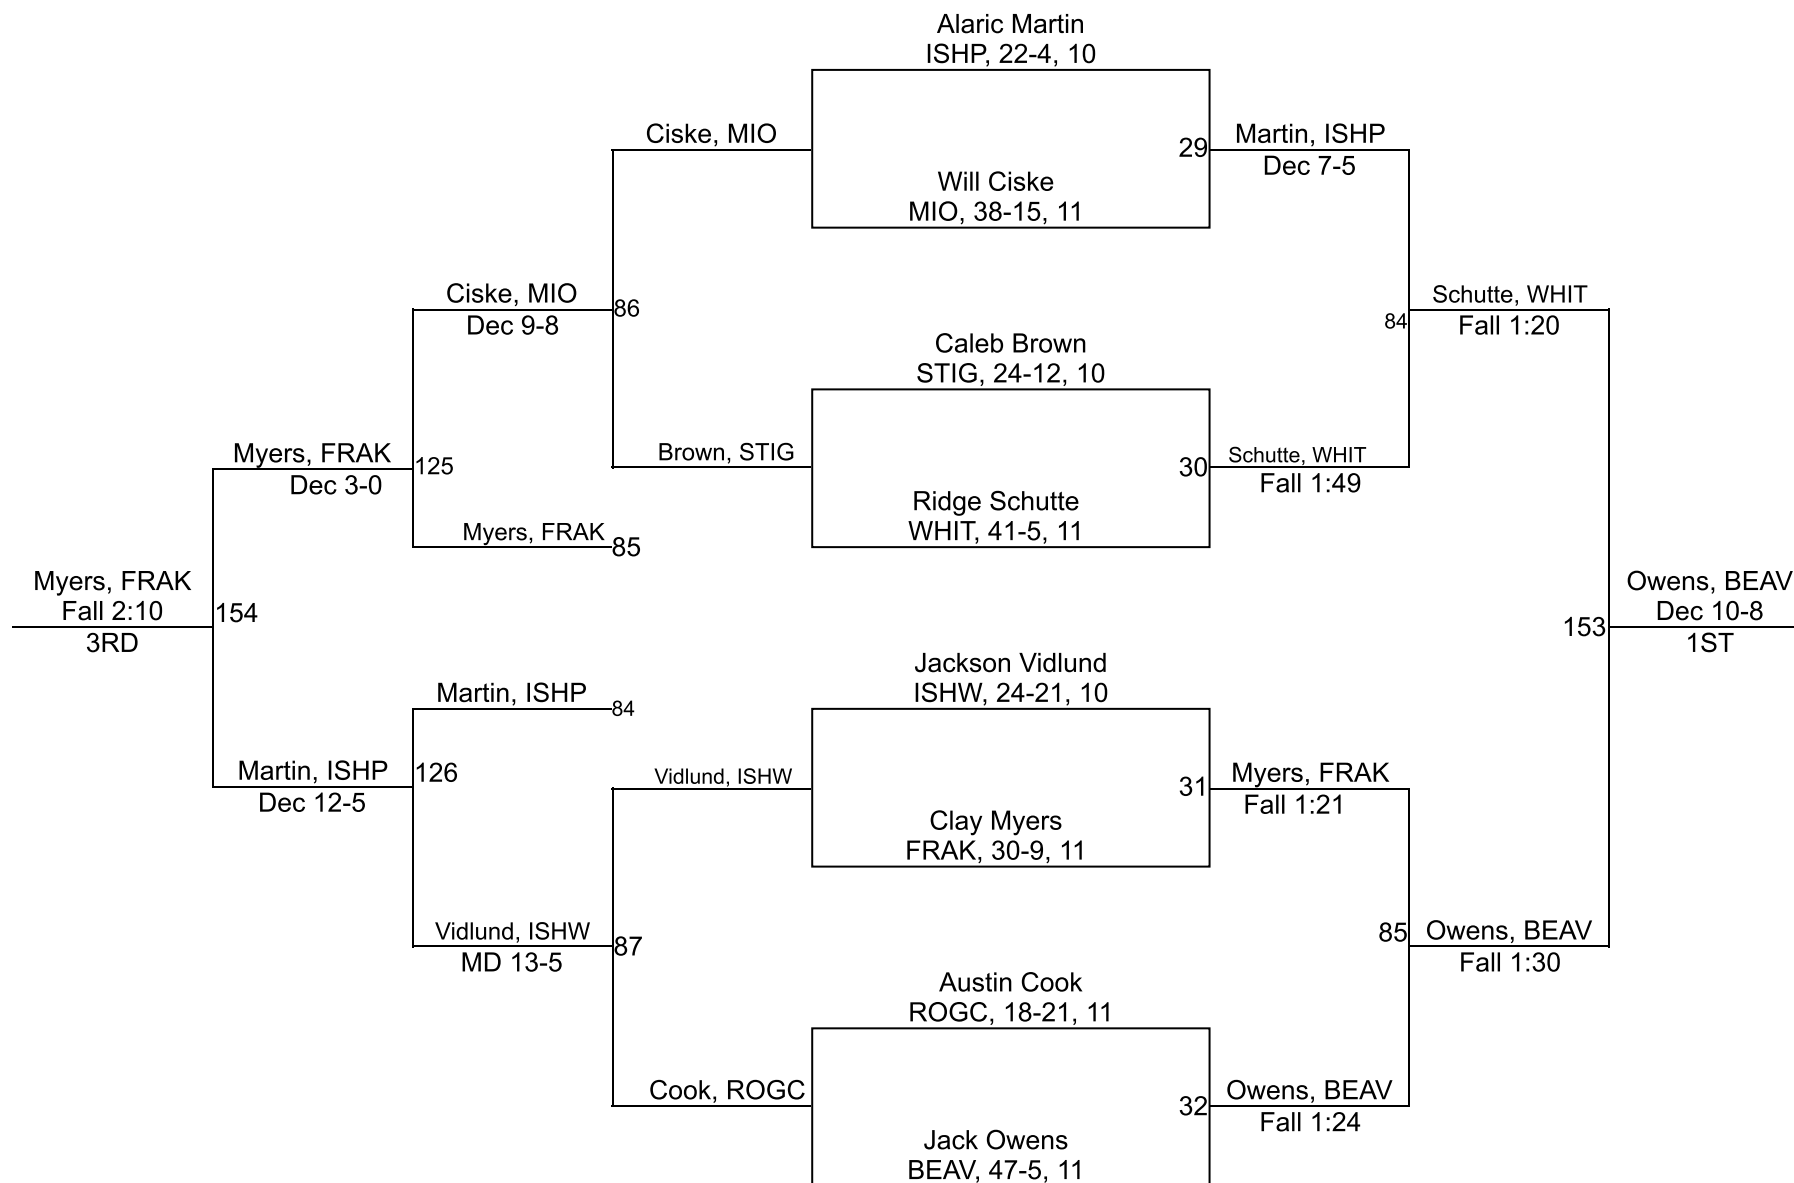 Alaric Martin
ISHP, 22-4, 10
Ciske, MIO
29
Martin, ISHP
Dec 7-5
Will Ciske
MIO, 38-15, 11
Ciske, MIO
Dec 9-8
86
Schutte, WHIT
Fall 1:20
84
Caleb Brown
STIG, 24-12, 10
Myers, FRAK
Dec 3-0
125
Brown, STIG
30
Schutte, WHIT
Fall 1:49
Ridge Schutte
WHIT, 41-5, 11
Myers, FRAK
85
Myers, FRAK
Fall 2:10
3RD
154
153
Owens, BEAV
Dec 10-8
1ST
Jackson Vidlund
ISHW, 24-21, 10
Martin, ISHP
84
Martin, ISHP
Dec 12-5
126
Vidlund, ISHW
31
Myers, FRAK
Fall 1:21
Clay Myers
FRAK, 30-9, 11
Vidlund, ISHW
MD 13-5
87
85
Owens, BEAV
Fall 1:30
Austin Cook
ROGC, 18-21, 11
Cook, ROGC
32
Owens, BEAV
Fall 1:24
Jack Owens
BEAV, 47-5, 11